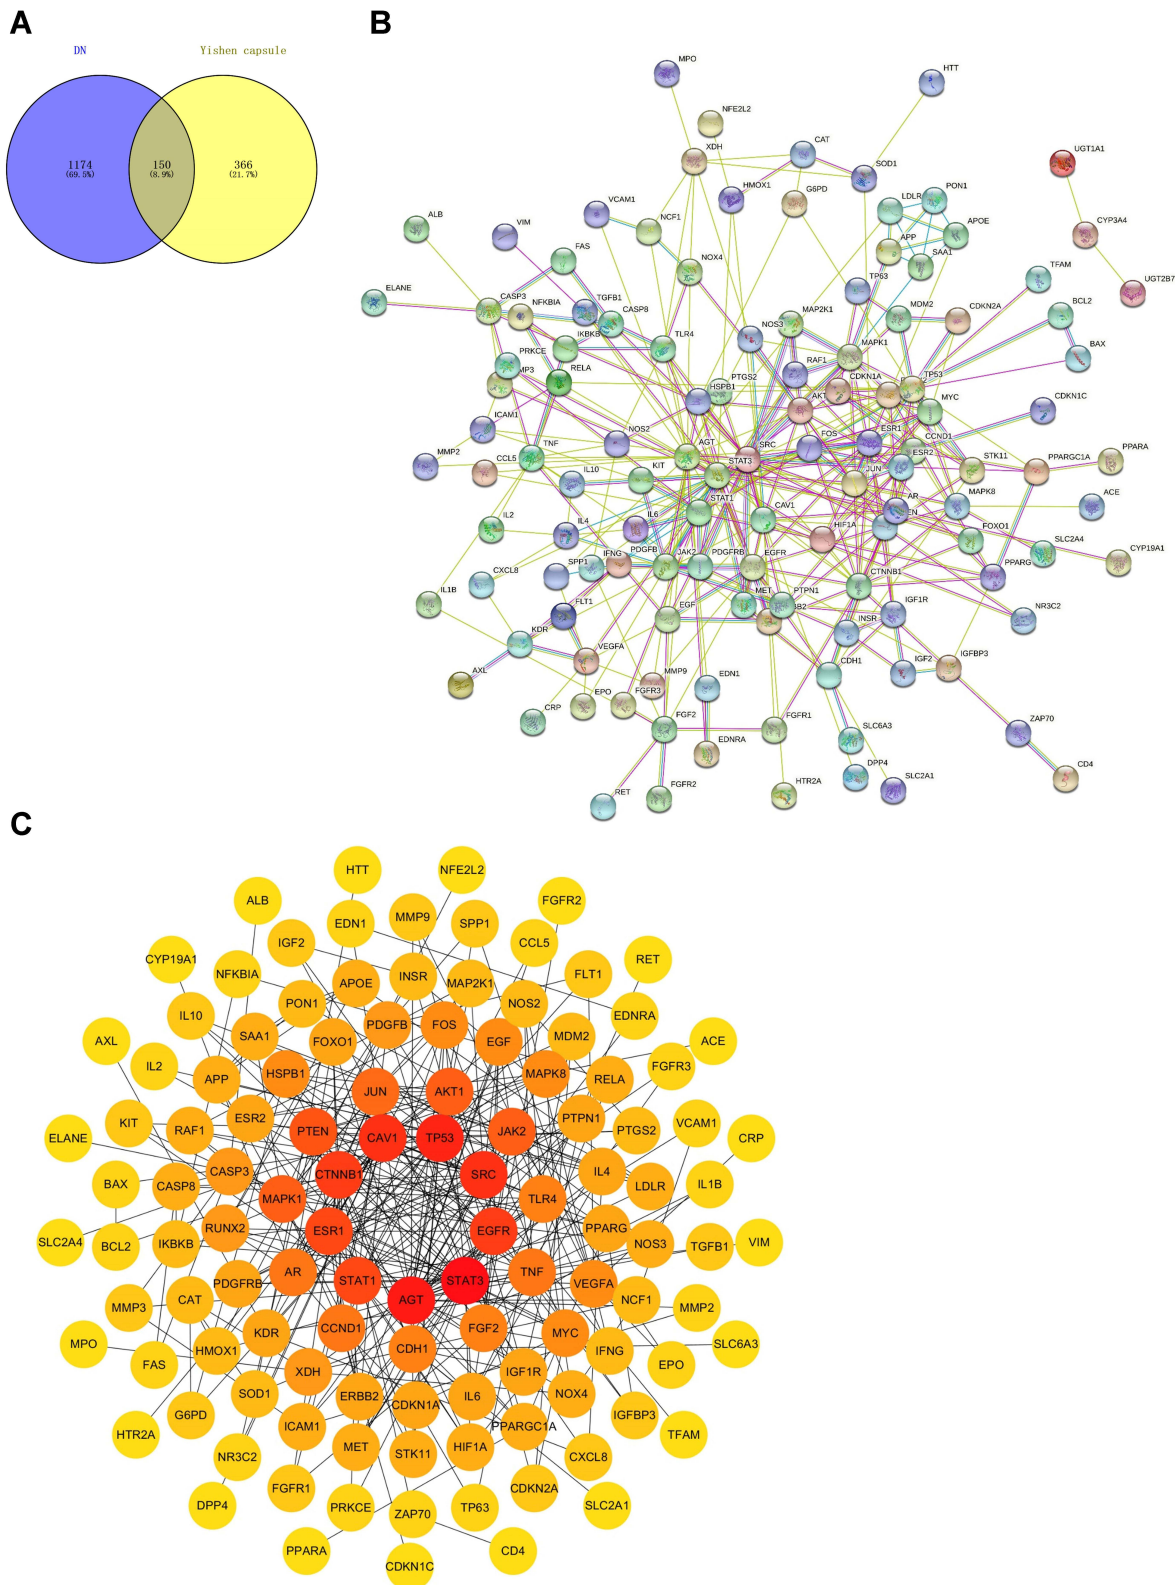 A
B
DN
Yishen capsule
1174
(69.5%)
150
(8.9%)
366
(21.7%)
MPO
HTT
NFE2L2
CAT
XDH
SOD1
UGT1A1
HMOX1
G6PD
VCAM1
LDLR
PON1
ALB
VIM
NCF1
CYP3A4
APP
APOE
FAS
NOX4
SAA1
TFAM
UGT2B7
TP63
ELANE
CASP3
NFKBIA
TGFB1
CASP8
MAP2K1
MDM2
CDKN2A
BCL2
IKBKB
TLR4
NOS3
MAPK1
BAX
PRKCE
RELA
RAF1
MP3
PTGS2
HSPB1
CDKN1A
TP53
AKT
MYC
CDKN1C
ICAM1
NOS2
AGT
SRC
FOS
ESR1
CCND1
MMP2
CCL5
TNF
IL10
KIT
STAT3
JUN
ESR2
STK11
PPARGC1A
PPARA
IL2
IL4
IL6
STAT1
CAV1
AR
EN
MAPK8
ACE
HIF1A
FOXO1
SLC2A4
CYP19A1
SPP1
IFNG
PDGFB
JAK2
PDGFRB
EGFR
PPARG
CXCL8
CTNNB1
IL1B
FLT1
EGF
MET
PTPN1
BB2
IGF1R
NR3C2
KDR
INSR
VEGFA
CDH1
IGF2
IGFBP3
AXL
MMP9
EDN1
CRP
EPO
FGFR3
FGF2
FGFR1
SLC6A3
ZAP70
EDNRA
DPP4
CD4
RET
FGFR2
HTR2A
SLC2A1
C
HTT
NFE2L2
ALB
FGFR2
EDN1
MMP9
SPP1
IGF2
CCL5
CYP19A1
RET
NFKBIA
APOE
INSR
MAP2K1
FLT1
PON1
NOS2
IL10
EDNRA
SAA1
FOXO1
PDGFB
FOS
EGF
MDM2
AXL
ACE
IL2
APP
HSPB1
MAPK8
RELA
FGFR3
JUN
AKT1
KIT
RAF1
ESR2
PTEN
CAV1
TP53
JAK2
PTPN1
PTGS2
VCAM1
ELANE
CRP
CASP3
CTNNB1
SRC
IL4
BAX
CASP8
MAPK1
TLR4
LDLR
IL1B
SLC2A4
BCL2
IKBKB
RUNX2
ESR1
EGFR
PPARG
NOS3
TGFB1
VIM
AR
STAT1
STAT3
TNF
MMP3
CAT
PDGFRB
AGT
VEGFA
NCF1
MMP2
MPO
FAS
HMOX1
KDR
CCND1
CDH1
FGF2
MYC
IFNG
EPO
SLC6A3
XDH
IGF1R
HTR2A
G6PD
SOD1
ERBB2
CDKN1A
IL6
NOX4
IGFBP3
TFAM
ICAM1
PPARGC1A
NR3C2
MET
STK11
HIF1A
CXCL8
DPP4
FGFR1
PRKCE
ZAP70
TP63
CDKN2A
SLC2A1
PPARA
CDKN1C
CD4